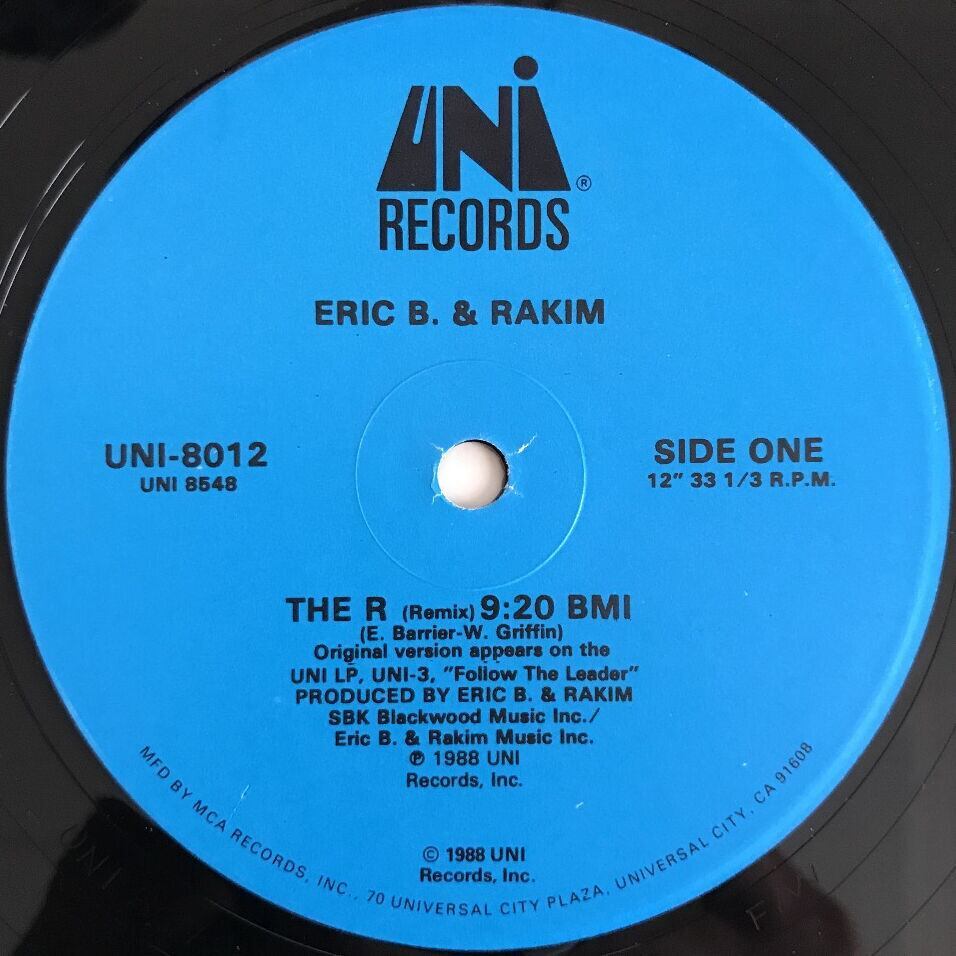 UNI®
RECORDS
ERIC B. & RAKIM
UNI-8012
UNI 8548
SIDE ONE
12" 33 1/3 R.P.M.
THE R (Remix) 9:20 BMI
(E. Barrier-W. Griffin)
Original version appears on the
UNI LP, UNI-3, "Follow The Leader"
PRODUCED BY ERIC B. & RAKIM
SBK Blackwood Music Inc./
Eric B. & Rakim Music Inc.
℗ 1988 UNI
Records, Inc.
© 1988 UNI
Records, Inc.
MFD BY MCA RECORDS, INC., 70 UNIVERSAL CITY PLAZA, UNIVERSAL CITY, CA 91608